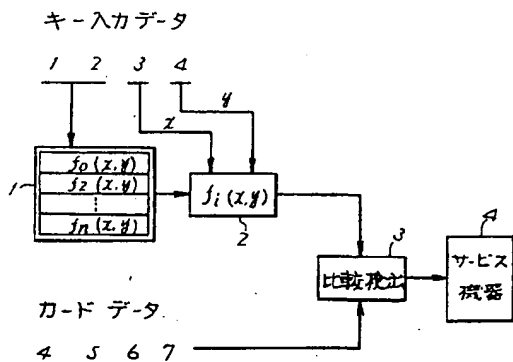 キー入力データ
1 2 3 4
x
y
1
f₀(x,y)
f₂(x,y)
⋮
fn(x,y)
fi(x,y)
2
3
比較検正
4
サービス
機器
カード データ
4 5 6 7